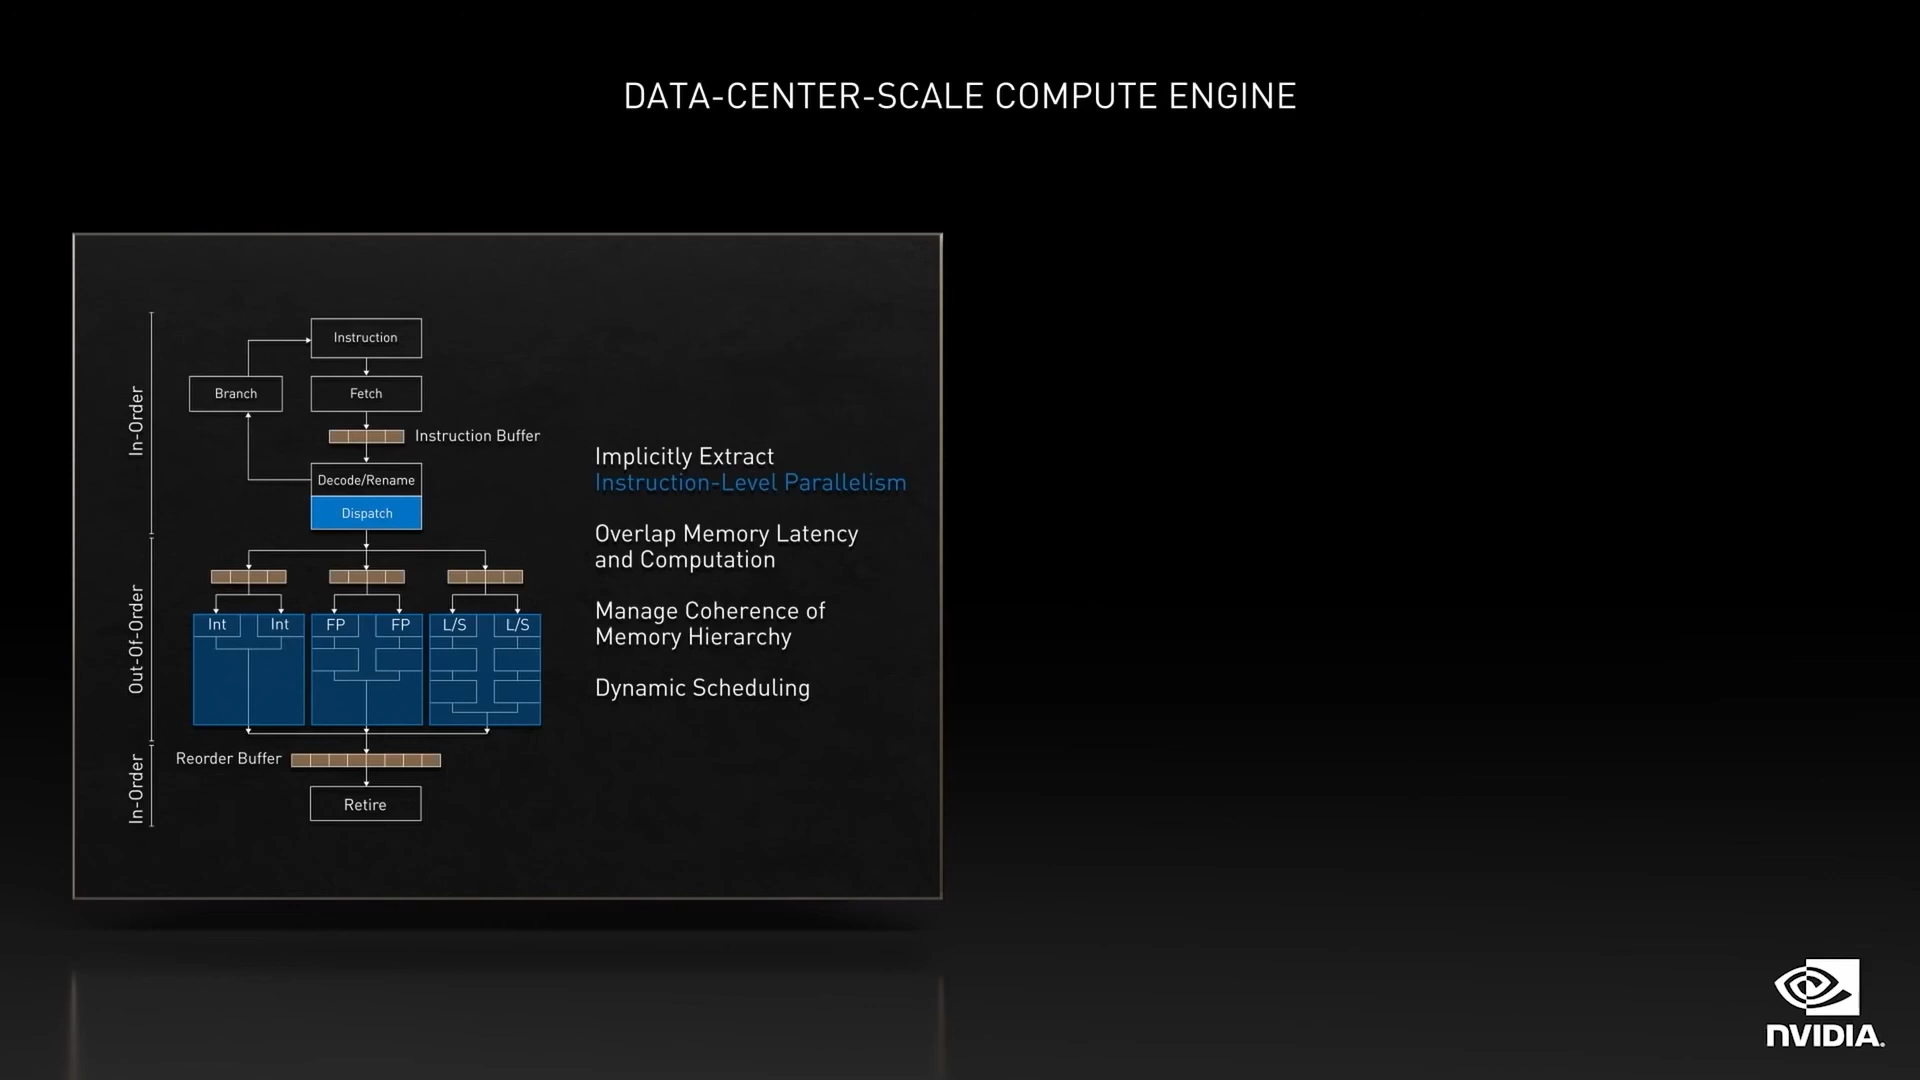 DATA-CENTER-SCALE COMPUTE ENGINE
In-Order
Instruction
Branch
Fetch
Instruction Buffer
Decode/Rename
Dispatch
Out-Of-Order
Int
Int
FP
FP
L/S
L/S
In-Order
Reorder Buffer
Retire
Implicitly Extract
Instruction-Level Parallelism
Overlap Memory Latency
and Computation
Manage Coherence of
Memory Hierarchy
Dynamic Scheduling
NVIDIA.